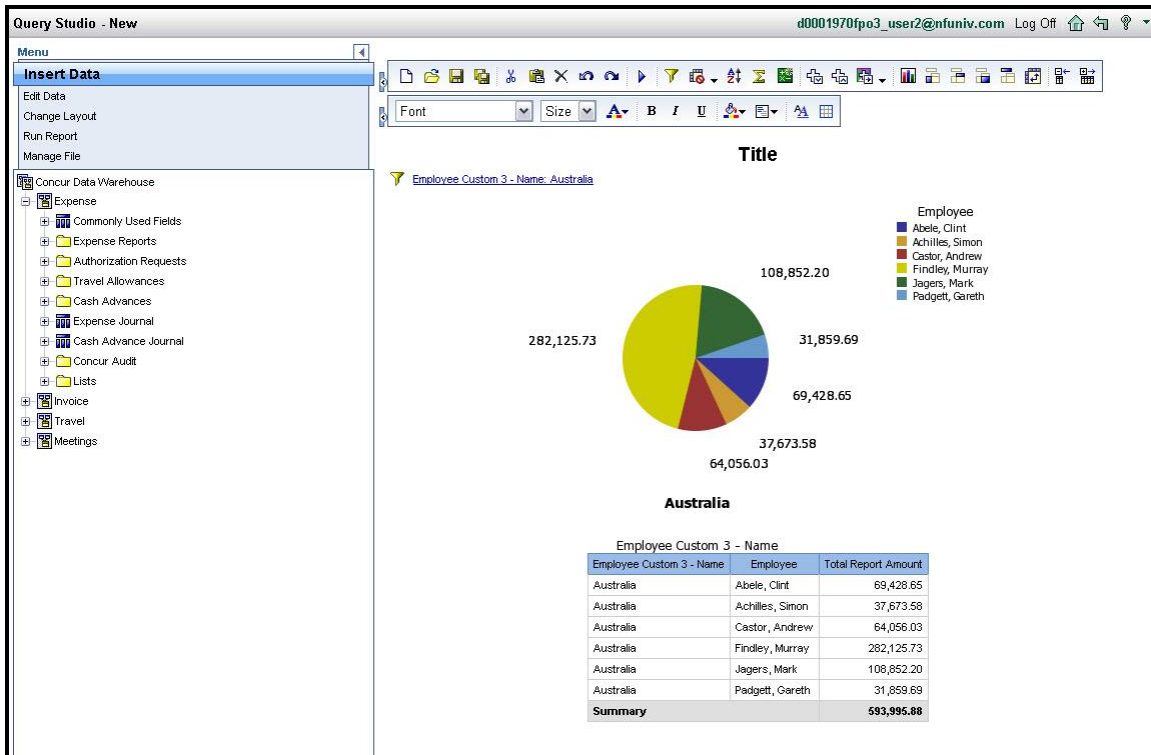 Query Studio - New
d0001970fpo3_user2@nfuniv.com Log Off
Menu
Insert Data
Edit Data
Change Layout
Run Report
Manage File
Concur Data Warehouse
Expense
Commonly Used Fields
Expense Reports
Authorization Requests
Travel Allowances
Cash Advances
Expense Journal
Cash Advance Journal
Concur Audit
Lists
Invoice
Travel
Meetings
Font Size A B I U
Title
Employee Custom 3 - Name: Australia
Employee
Abele, Clint
Achilles, Simon
Castor, Andrew
Findley, Murray
Jagers, Mark
Padgett, Gareth
108,852.20
282,125.73
31,859.69
69,428.65
37,673.58
64,056.03
Australia
Employee Custom 3 - Name
Employee Custom 3 - Name Employee Total Report Amount
Australia Abele, Clint 69,428.65
Australia Achilles, Simon 37,673.58
Australia Castor, Andrew 64,056.03
Australia Findley, Murray 282,125.73
Australia Jagers, Mark 108,852.20
Australia Padgett, Gareth 31,859.69
Summary 593,995.88